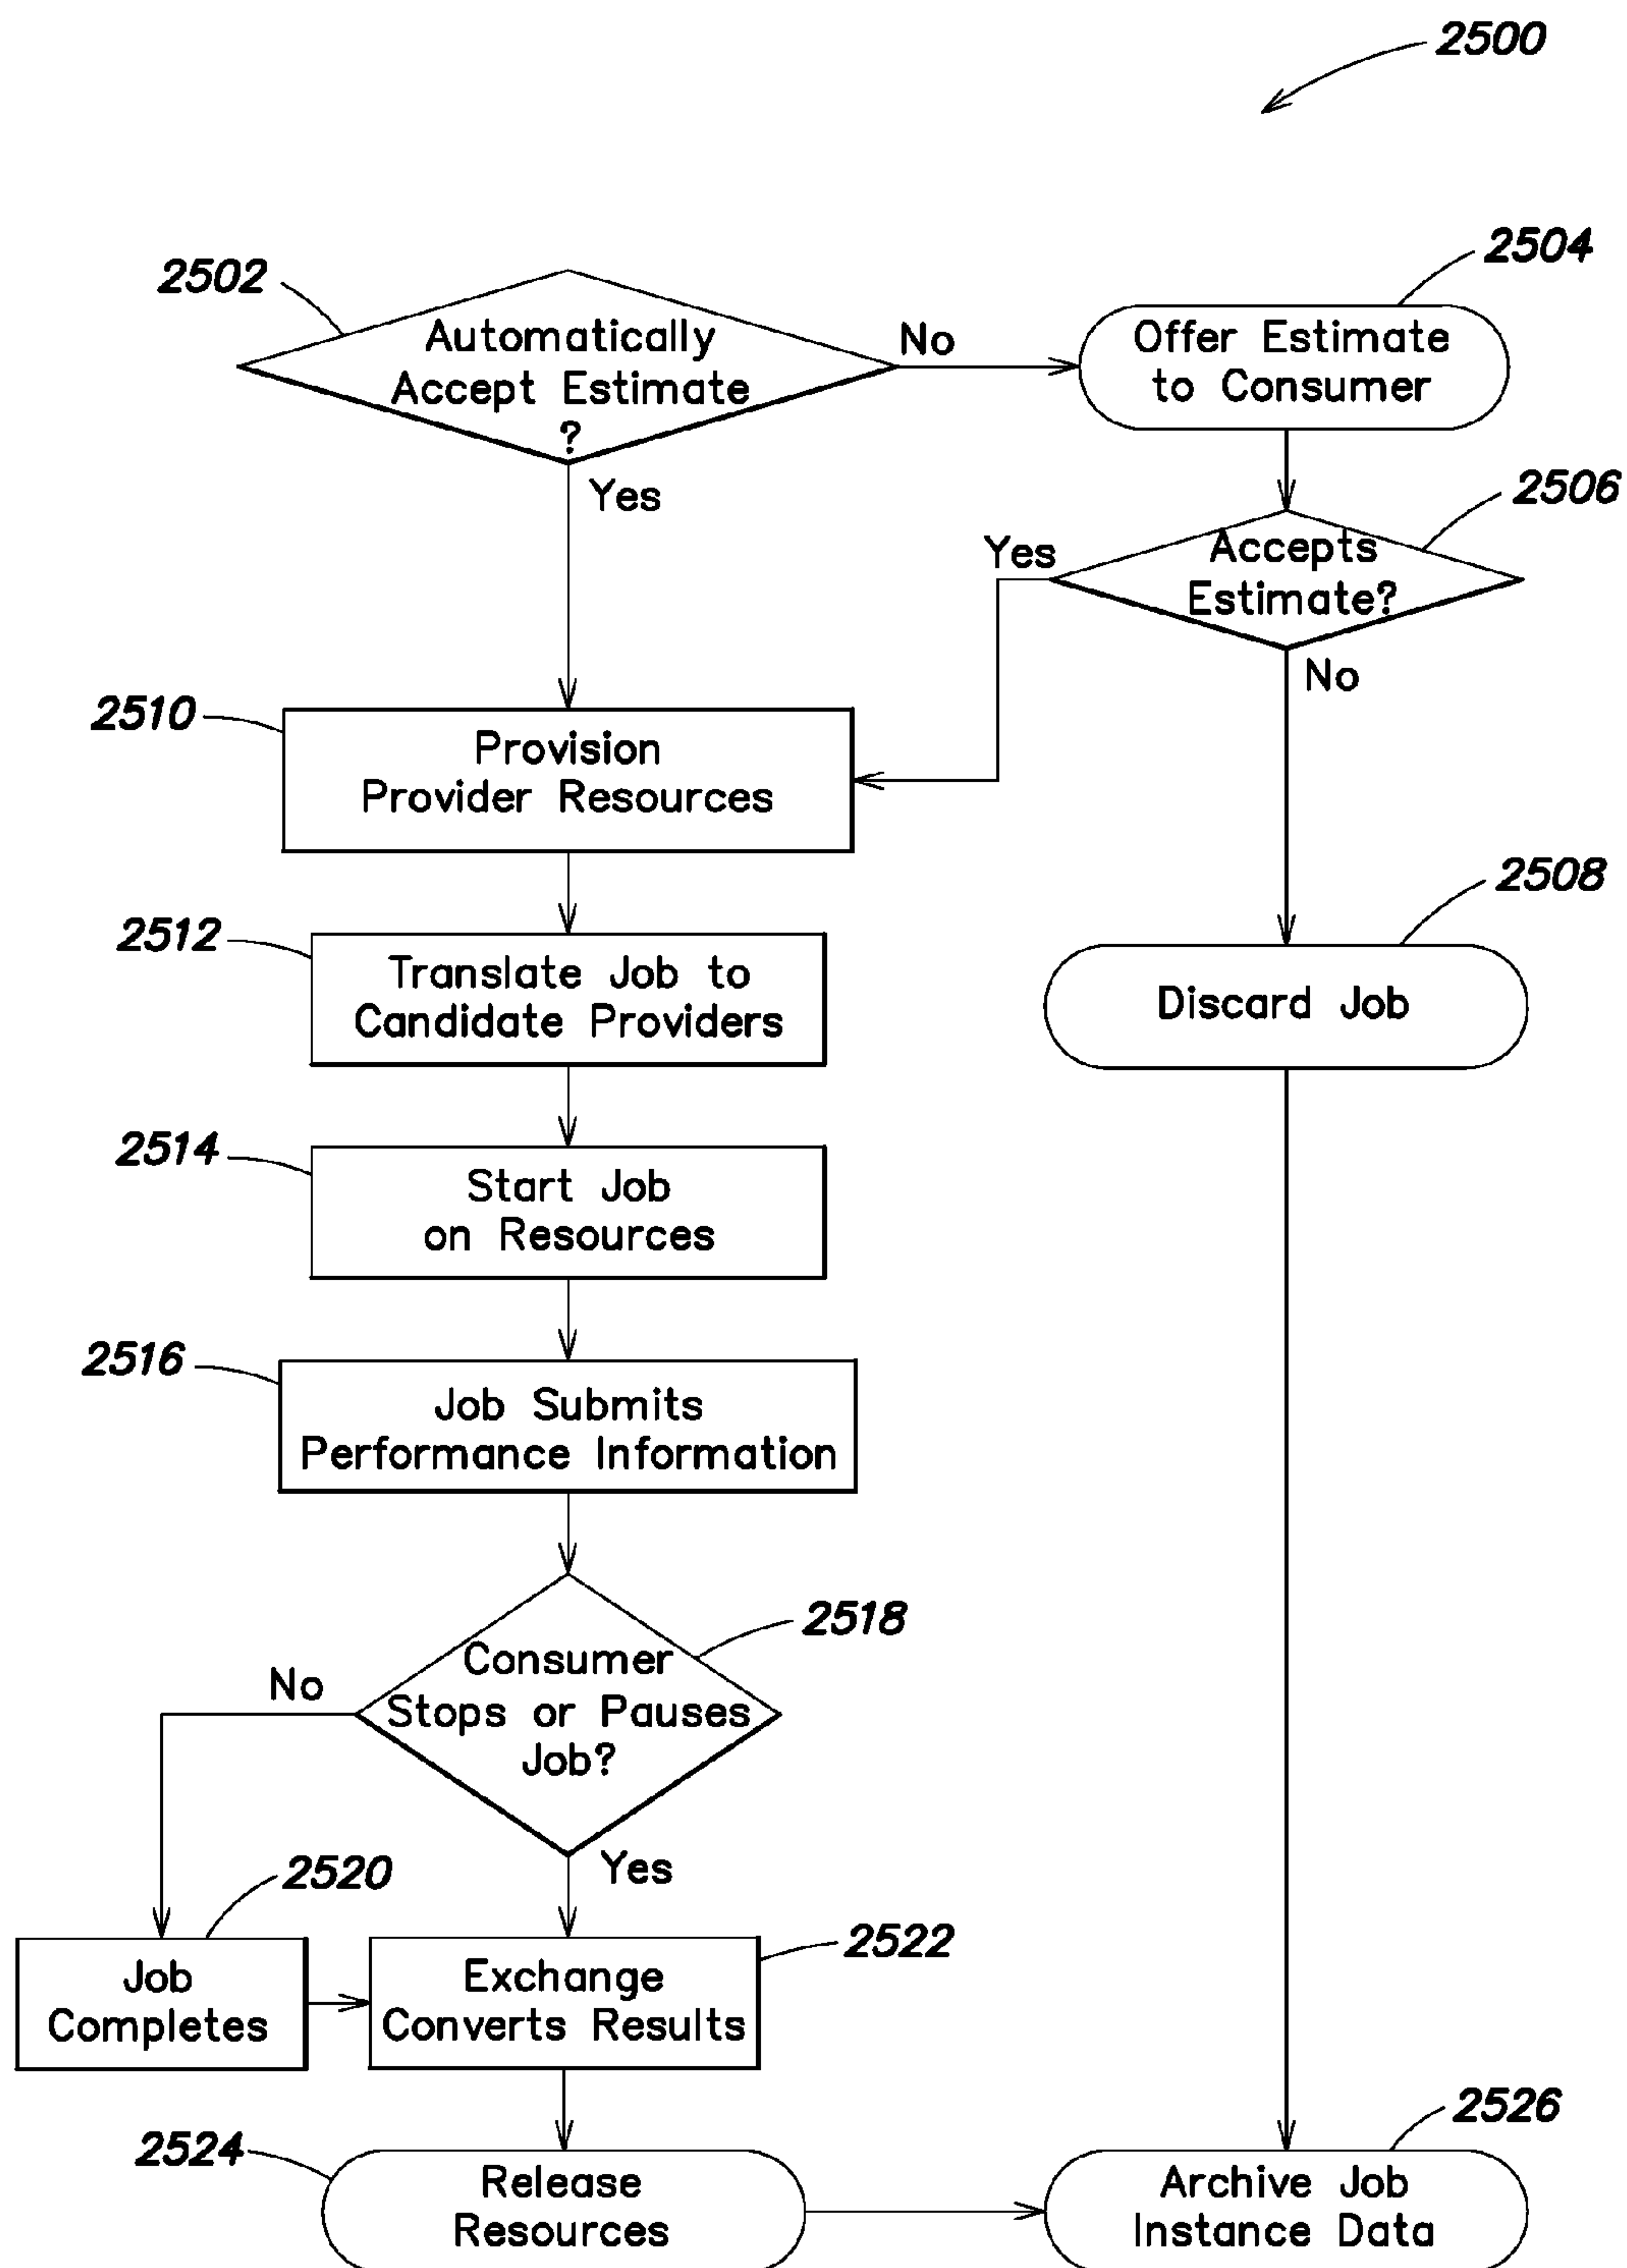 2500
2502
Automatically
Accept Estimate
?
No
Yes
2504
Offer Estimate
to Consumer
2506
Accepts
Estimate?
Yes
No
2510
Provision
Provider Resources
2508
Discard Job
2512
Translate Job to
Candidate Providers
2514
Start Job
on Resources
2516
Job Submits
Performance Information
2518
Consumer
Stops or Pauses
Job?
No
Yes
2520
Job
Completes
2522
Exchange
Converts Results
2524
Release
Resources
2526
Archive Job
Instance Data